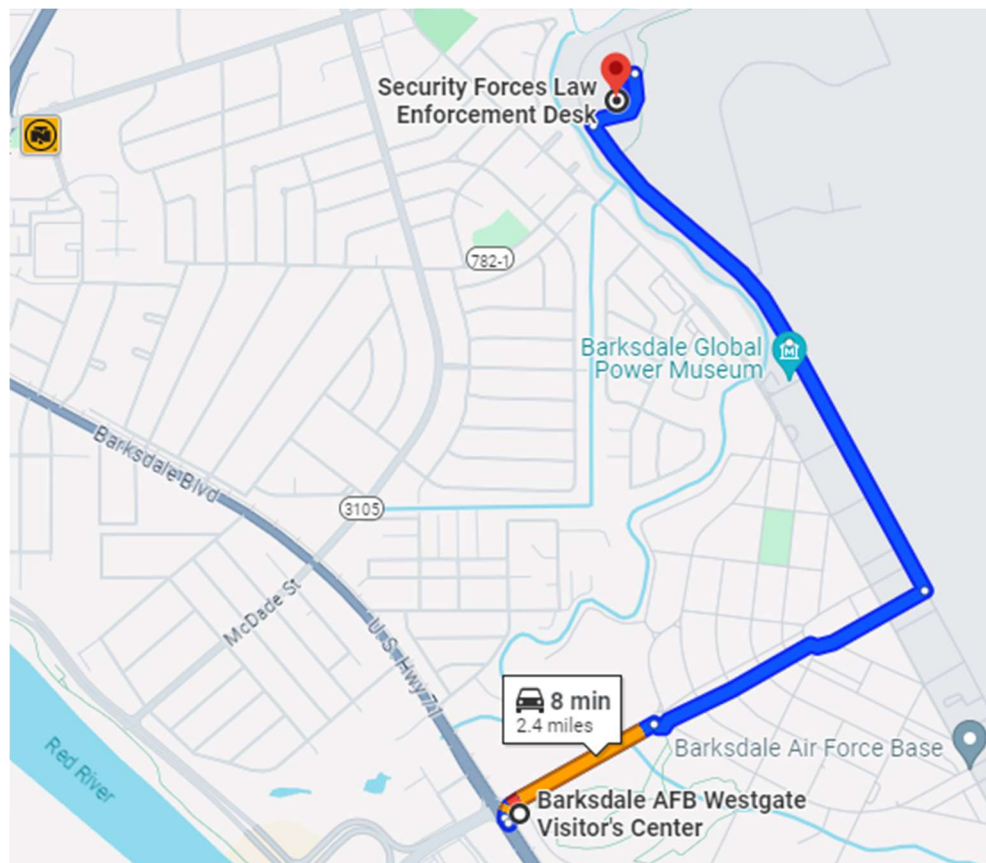 Security Forces Law
Enforcement Desk
782-1
Barksdale Global
Power Museum
Barksdale Blvd
3105
McDade St
U.S. Hwy 71
8 min
2.4 miles
Red River
Barksdale Air Force Base
Barksdale AFB Westgate
Visitor's Center